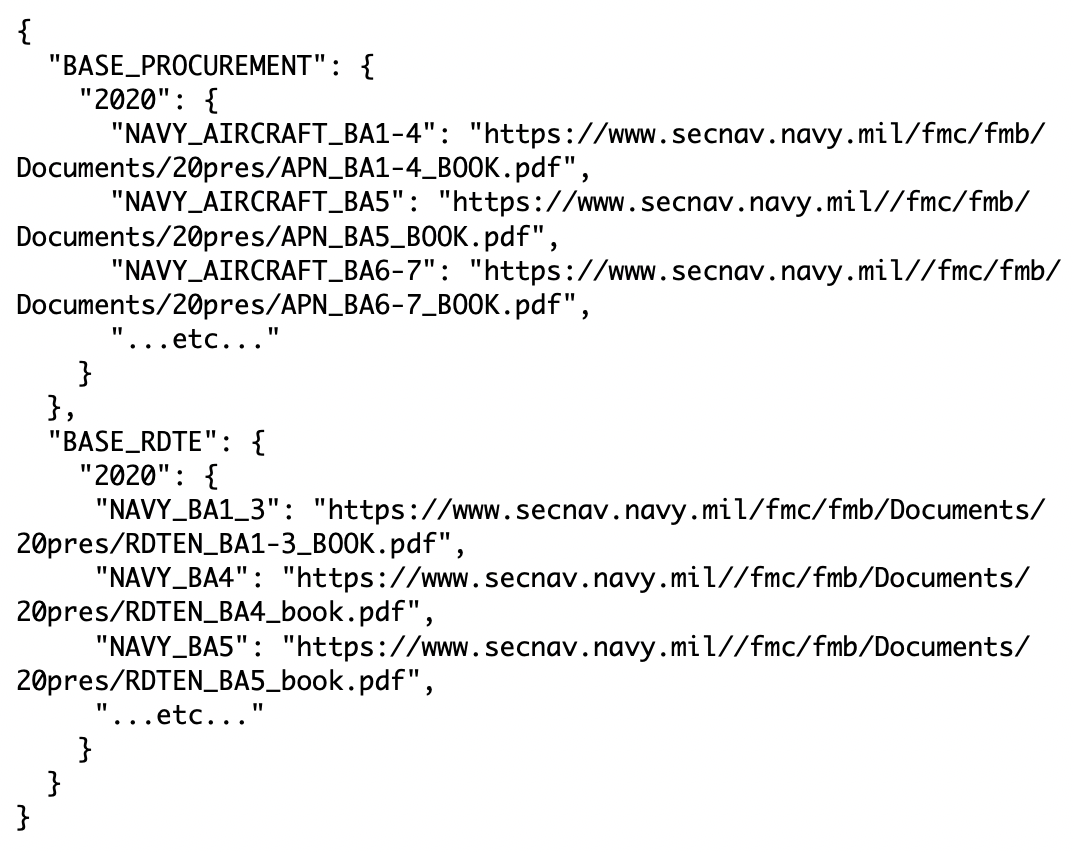 {
  "BASE_PROCUREMENT": {
    "2020": {
      "NAVY_AIRCRAFT_BA1-4": "https://www.secnav.navy.mil/fmc/fmb/
Documents/20pres/APN_BA1-4_BOOK.pdf",
      "NAVY_AIRCRAFT_BA5": "https://www.secnav.navy.mil//fmc/fmb/
Documents/20pres/APN_BA5_BOOK.pdf",
      "NAVY_AIRCRAFT_BA6-7": "https://www.secnav.navy.mil//fmc/fmb/
Documents/20pres/APN_BA6-7_BOOK.pdf",
      "...etc..."
    }
  },
  "BASE_RDTE": {
    "2020": {
     "NAVY_BA1_3": "https://www.secnav.navy.mil/fmc/fmb/Documents/
20pres/RDTEN_BA1-3_BOOK.pdf",
     "NAVY_BA4": "https://www.secnav.navy.mil//fmc/fmb/Documents/
20pres/RDTEN_BA4_book.pdf",
     "NAVY_BA5": "https://www.secnav.navy.mil//fmc/fmb/Documents/
20pres/RDTEN_BA5_book.pdf",
     "...etc..."
    }
  }
}